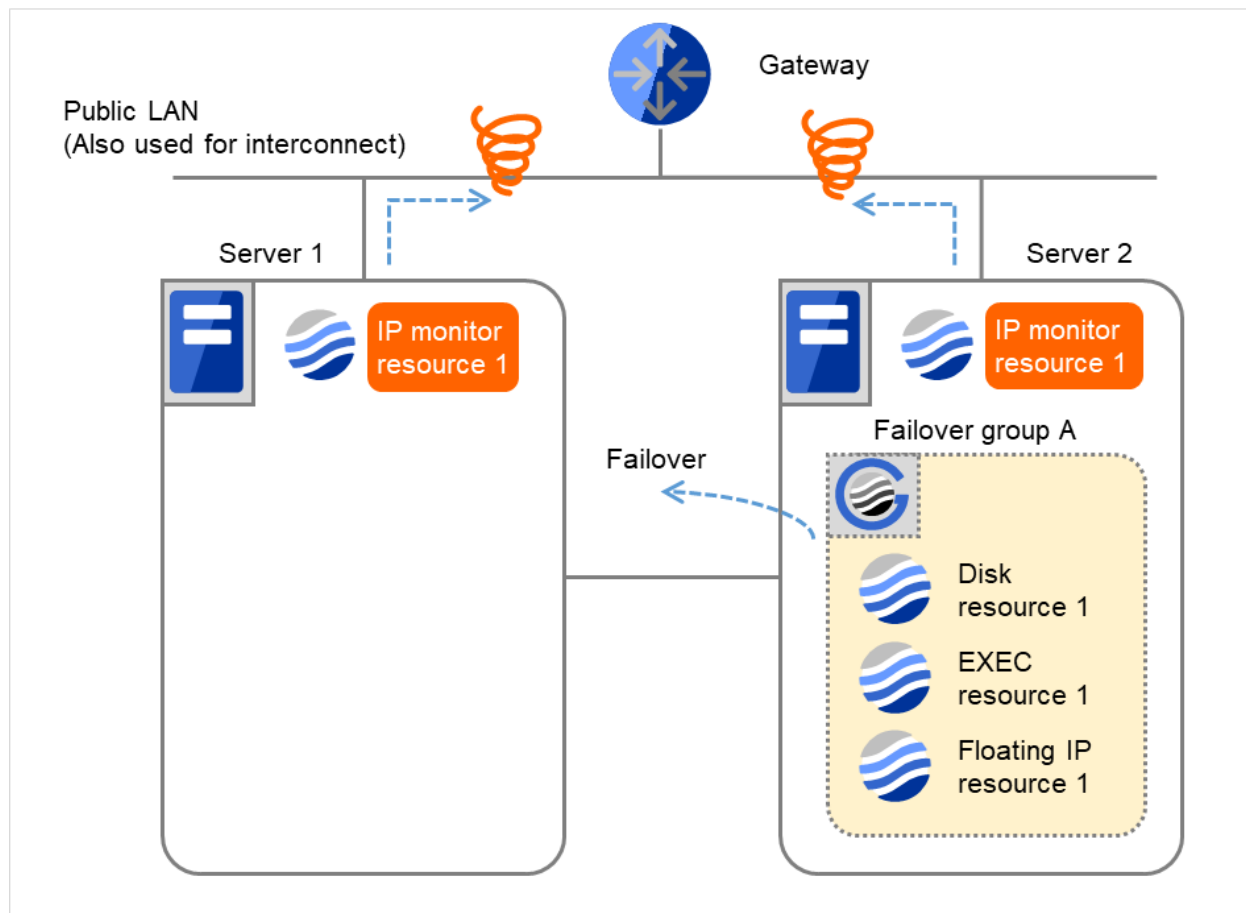 Gateway
Public LAN
(Also used for interconnect)
Server 1
Server 2
IP monitor
resource 1
IP monitor
resource 1
Failover group A
Failover
Disk
resource 1
EXEC
resource 1
Floating IP
resource 1